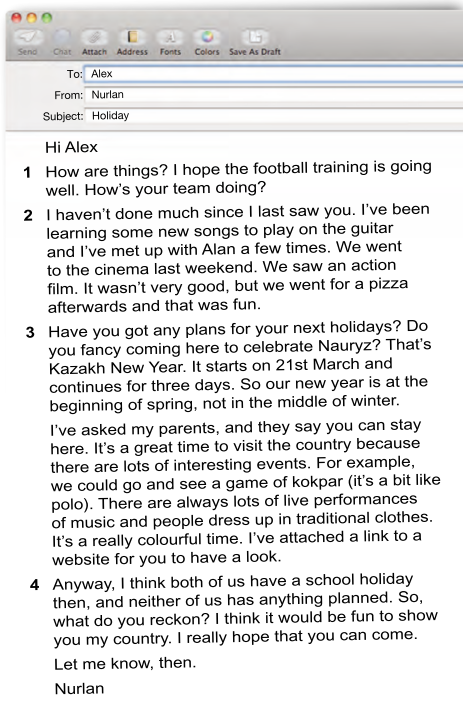 Send Chat Attach Address Fonts Colors Save As Draft
To: Alex
From: Nurlan
Subject: Holiday
Hi Alex
1 How are things? I hope the football training is going
well. How's your team doing?
2 I haven't done much since I last saw you. I've been
learning some new songs to play on the guitar
and I've met up with Alan a few times. We went
to the cinema last weekend. We saw an action
film. It wasn't very good, but we went for a pizza
afterwards and that was fun.
3 Have you got any plans for your next holidays? Do
you fancy coming here to celebrate Nauryz? That's
Kazakh New Year. It starts on 21st March and
continues for three days. So our new year is at the
beginning of spring, not in the middle of winter.
I've asked my parents, and they say you can stay
here. It's a great time to visit the country because
there are lots of interesting events. For example,
we could go and see a game of kokpar (it's a bit like
polo). There are always lots of live performances
of music and people dress up in traditional clothes.
It's a really colourful time. I've attached a link to a
website for you to have a look.
4 Anyway, I think both of us have a school holiday
then, and neither of us has anything planned. So,
what do you reckon? I think it would be fun to show
you my country. I really hope that you can come.
Let me know, then.
Nurlan